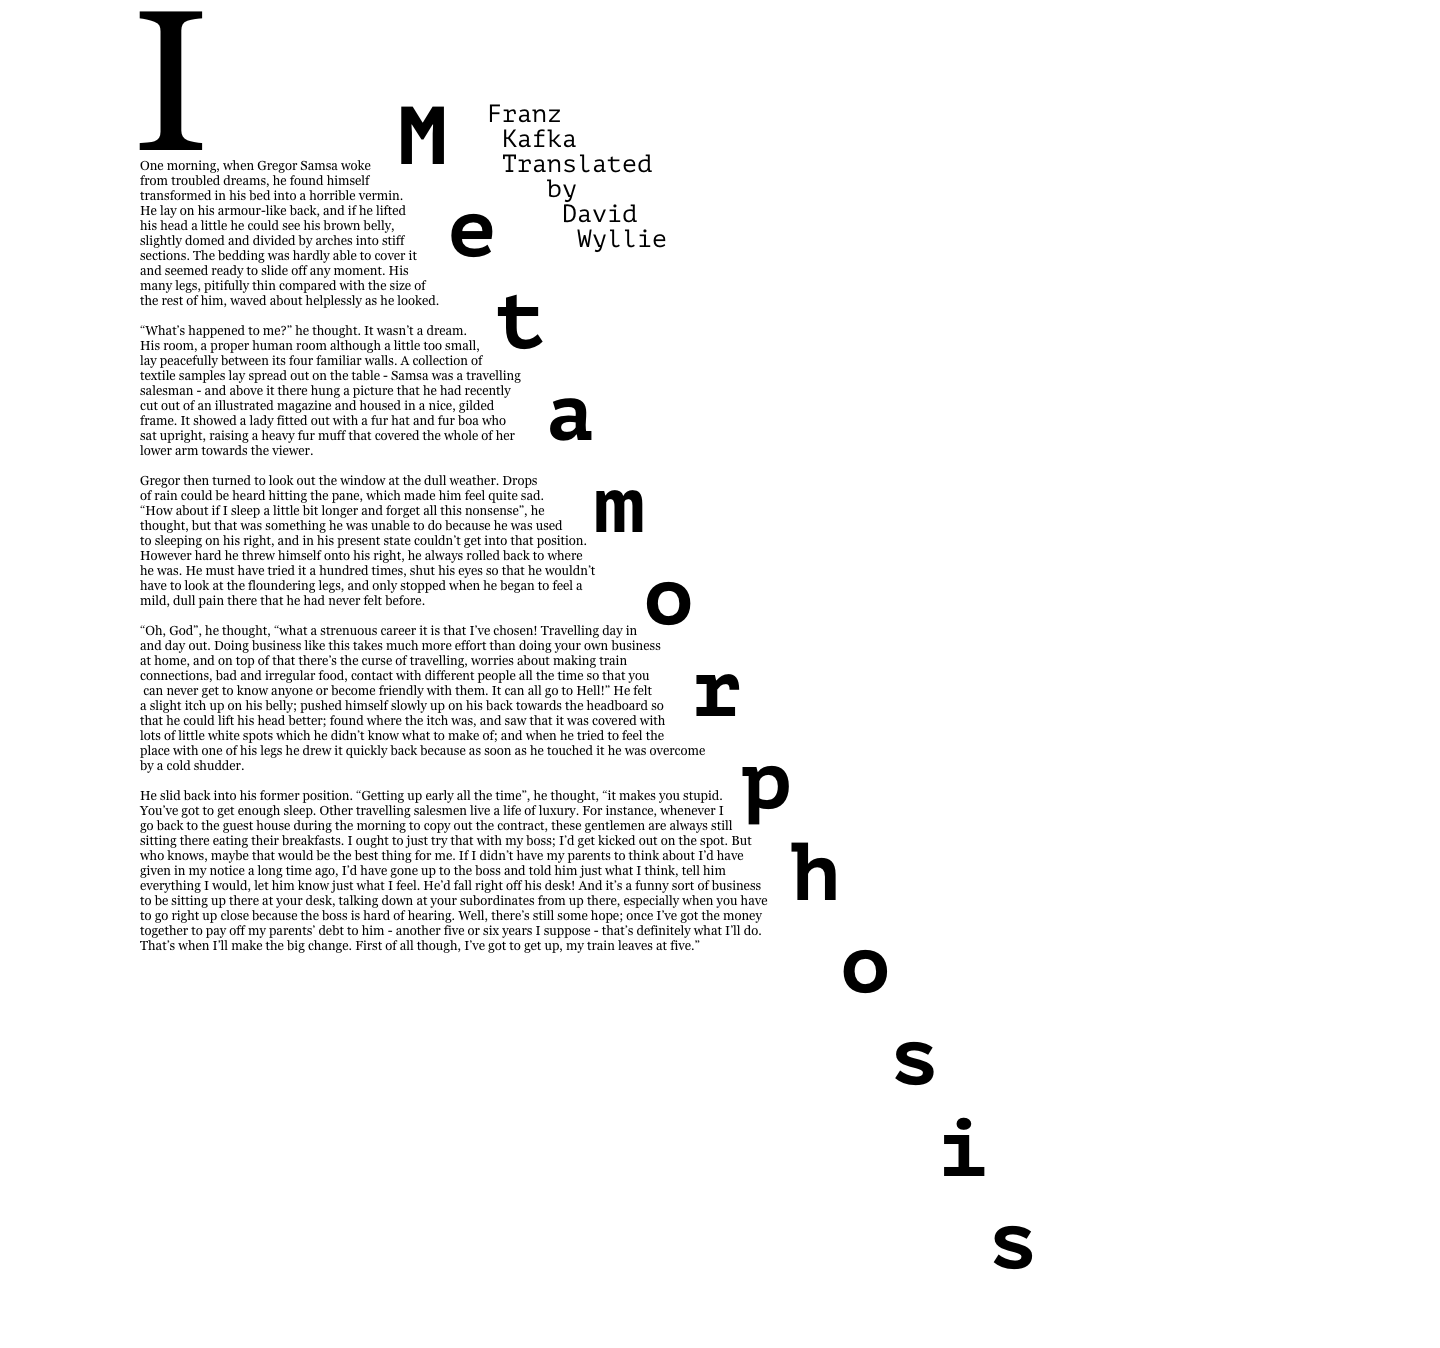 I
M
e
t
a
m
o
r
p
h
o
s
i
s
Franz
Kafka
Translated
by
David
Wyllie
One morning, when Gregor Samsa woke
from troubled dreams, he found himself
transformed in his bed into a horrible vermin.
He lay on his armour-like back, and if he lifted
his head a little he could see his brown belly,
slightly domed and divided by arches into stiff
sections. The bedding was hardly able to cover it
and seemed ready to slide off any moment. His
many legs, pitifully thin compared with the size of
the rest of him, waved about helplessly as he looked.
“What’s happened to me?” he thought. It wasn’t a dream.
His room, a proper human room although a little too small,
lay peacefully between its four familiar walls. A collection of
textile samples lay spread out on the table - Samsa was a travelling
salesman - and above it there hung a picture that he had recently
cut out of an illustrated magazine and housed in a nice, gilded
frame. It showed a lady fitted out with a fur hat and fur boa who
sat upright, raising a heavy fur muff that covered the whole of her
lower arm towards the viewer.
Gregor then turned to look out the window at the dull weather. Drops
of rain could be heard hitting the pane, which made him feel quite sad.
“How about if I sleep a little bit longer and forget all this nonsense”, he
thought, but that was something he was unable to do because he was used
to sleeping on his right, and in his present state couldn’t get into that position.
However hard he threw himself onto his right, he always rolled back to where
he was. He must have tried it a hundred times, shut his eyes so that he wouldn’t
have to look at the floundering legs, and only stopped when he began to feel a
mild, dull pain there that he had never felt before.
“Oh, God”, he thought, “what a strenuous career it is that I’ve chosen! Travelling day in
and day out. Doing business like this takes much more effort than doing your own business
at home, and on top of that there’s the curse of travelling, worries about making train
connections, bad and irregular food, contact with different people all the time so that you
can never get to know anyone or become friendly with them. It can all go to Hell!” He felt
a slight itch up on his belly; pushed himself slowly up on his back towards the headboard so
that he could lift his head better; found where the itch was, and saw that it was covered with
lots of little white spots which he didn’t know what to make of; and when he tried to feel the
place with one of his legs he drew it quickly back because as soon as he touched it he was overcome
by a cold shudder.
He slid back into his former position. “Getting up early all the time”, he thought, “it makes you stupid.
You’ve got to get enough sleep. Other travelling salesmen live a life of luxury. For instance, whenever I
go back to the guest house during the morning to copy out the contract, these gentlemen are always still
sitting there eating their breakfasts. I ought to just try that with my boss; I’d get kicked out on the spot. But
who knows, maybe that would be the best thing for me. If I didn’t have my parents to think about I’d have
given in my notice a long time ago, I’d have gone up to the boss and told him just what I think, tell him
everything I would, let him know just what I feel. He’d fall right off his desk! And it’s a funny sort of business
to be sitting up there at your desk, talking down at your subordinates from up there, especially when you have
to go right up close because the boss is hard of hearing. Well, there’s still some hope; once I’ve got the money
together to pay off my parents’ debt to him - another five or six years I suppose - that’s definitely what I’ll do.
That’s when I’ll make the big change. First of all though, I’ve got to get up, my train leaves at five.”